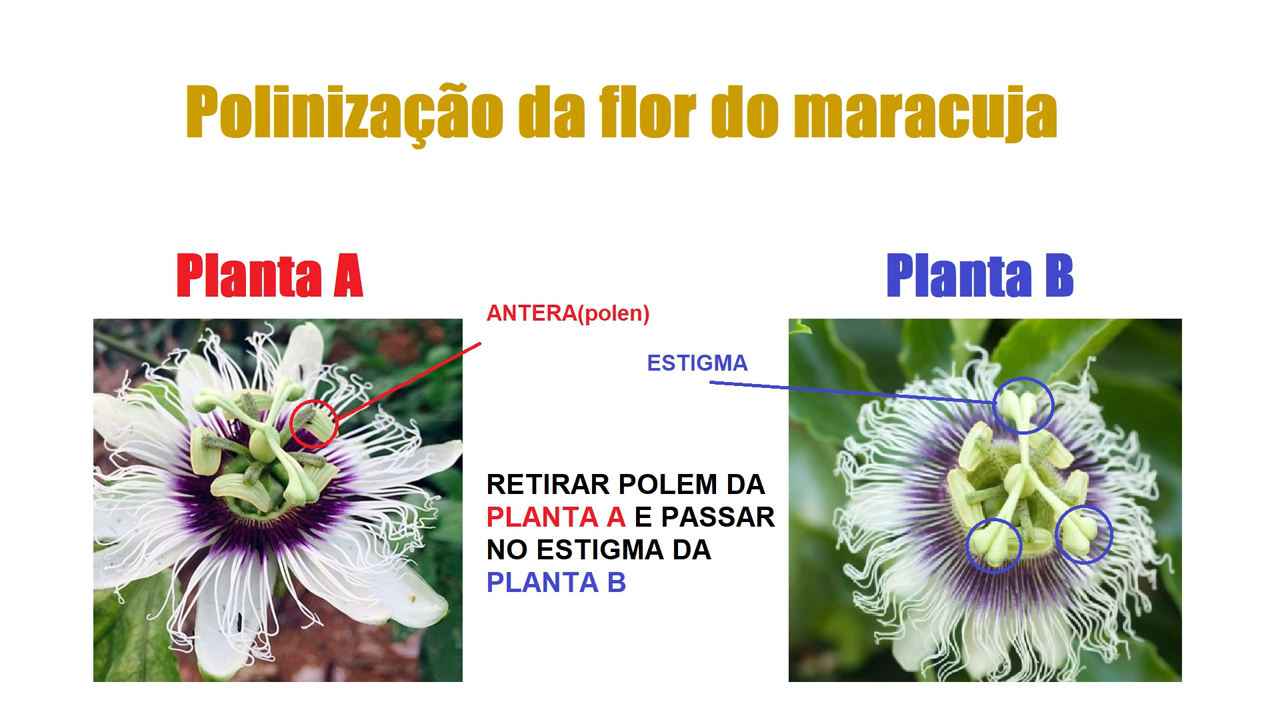 Polinização da flor do maracuja
Planta A
Planta B
ANTERA(polen)
ESTIGMA
RETIRAR POLEM DA
PLANTA A E PASSAR
NO ESTIGMA DA
PLANTA B